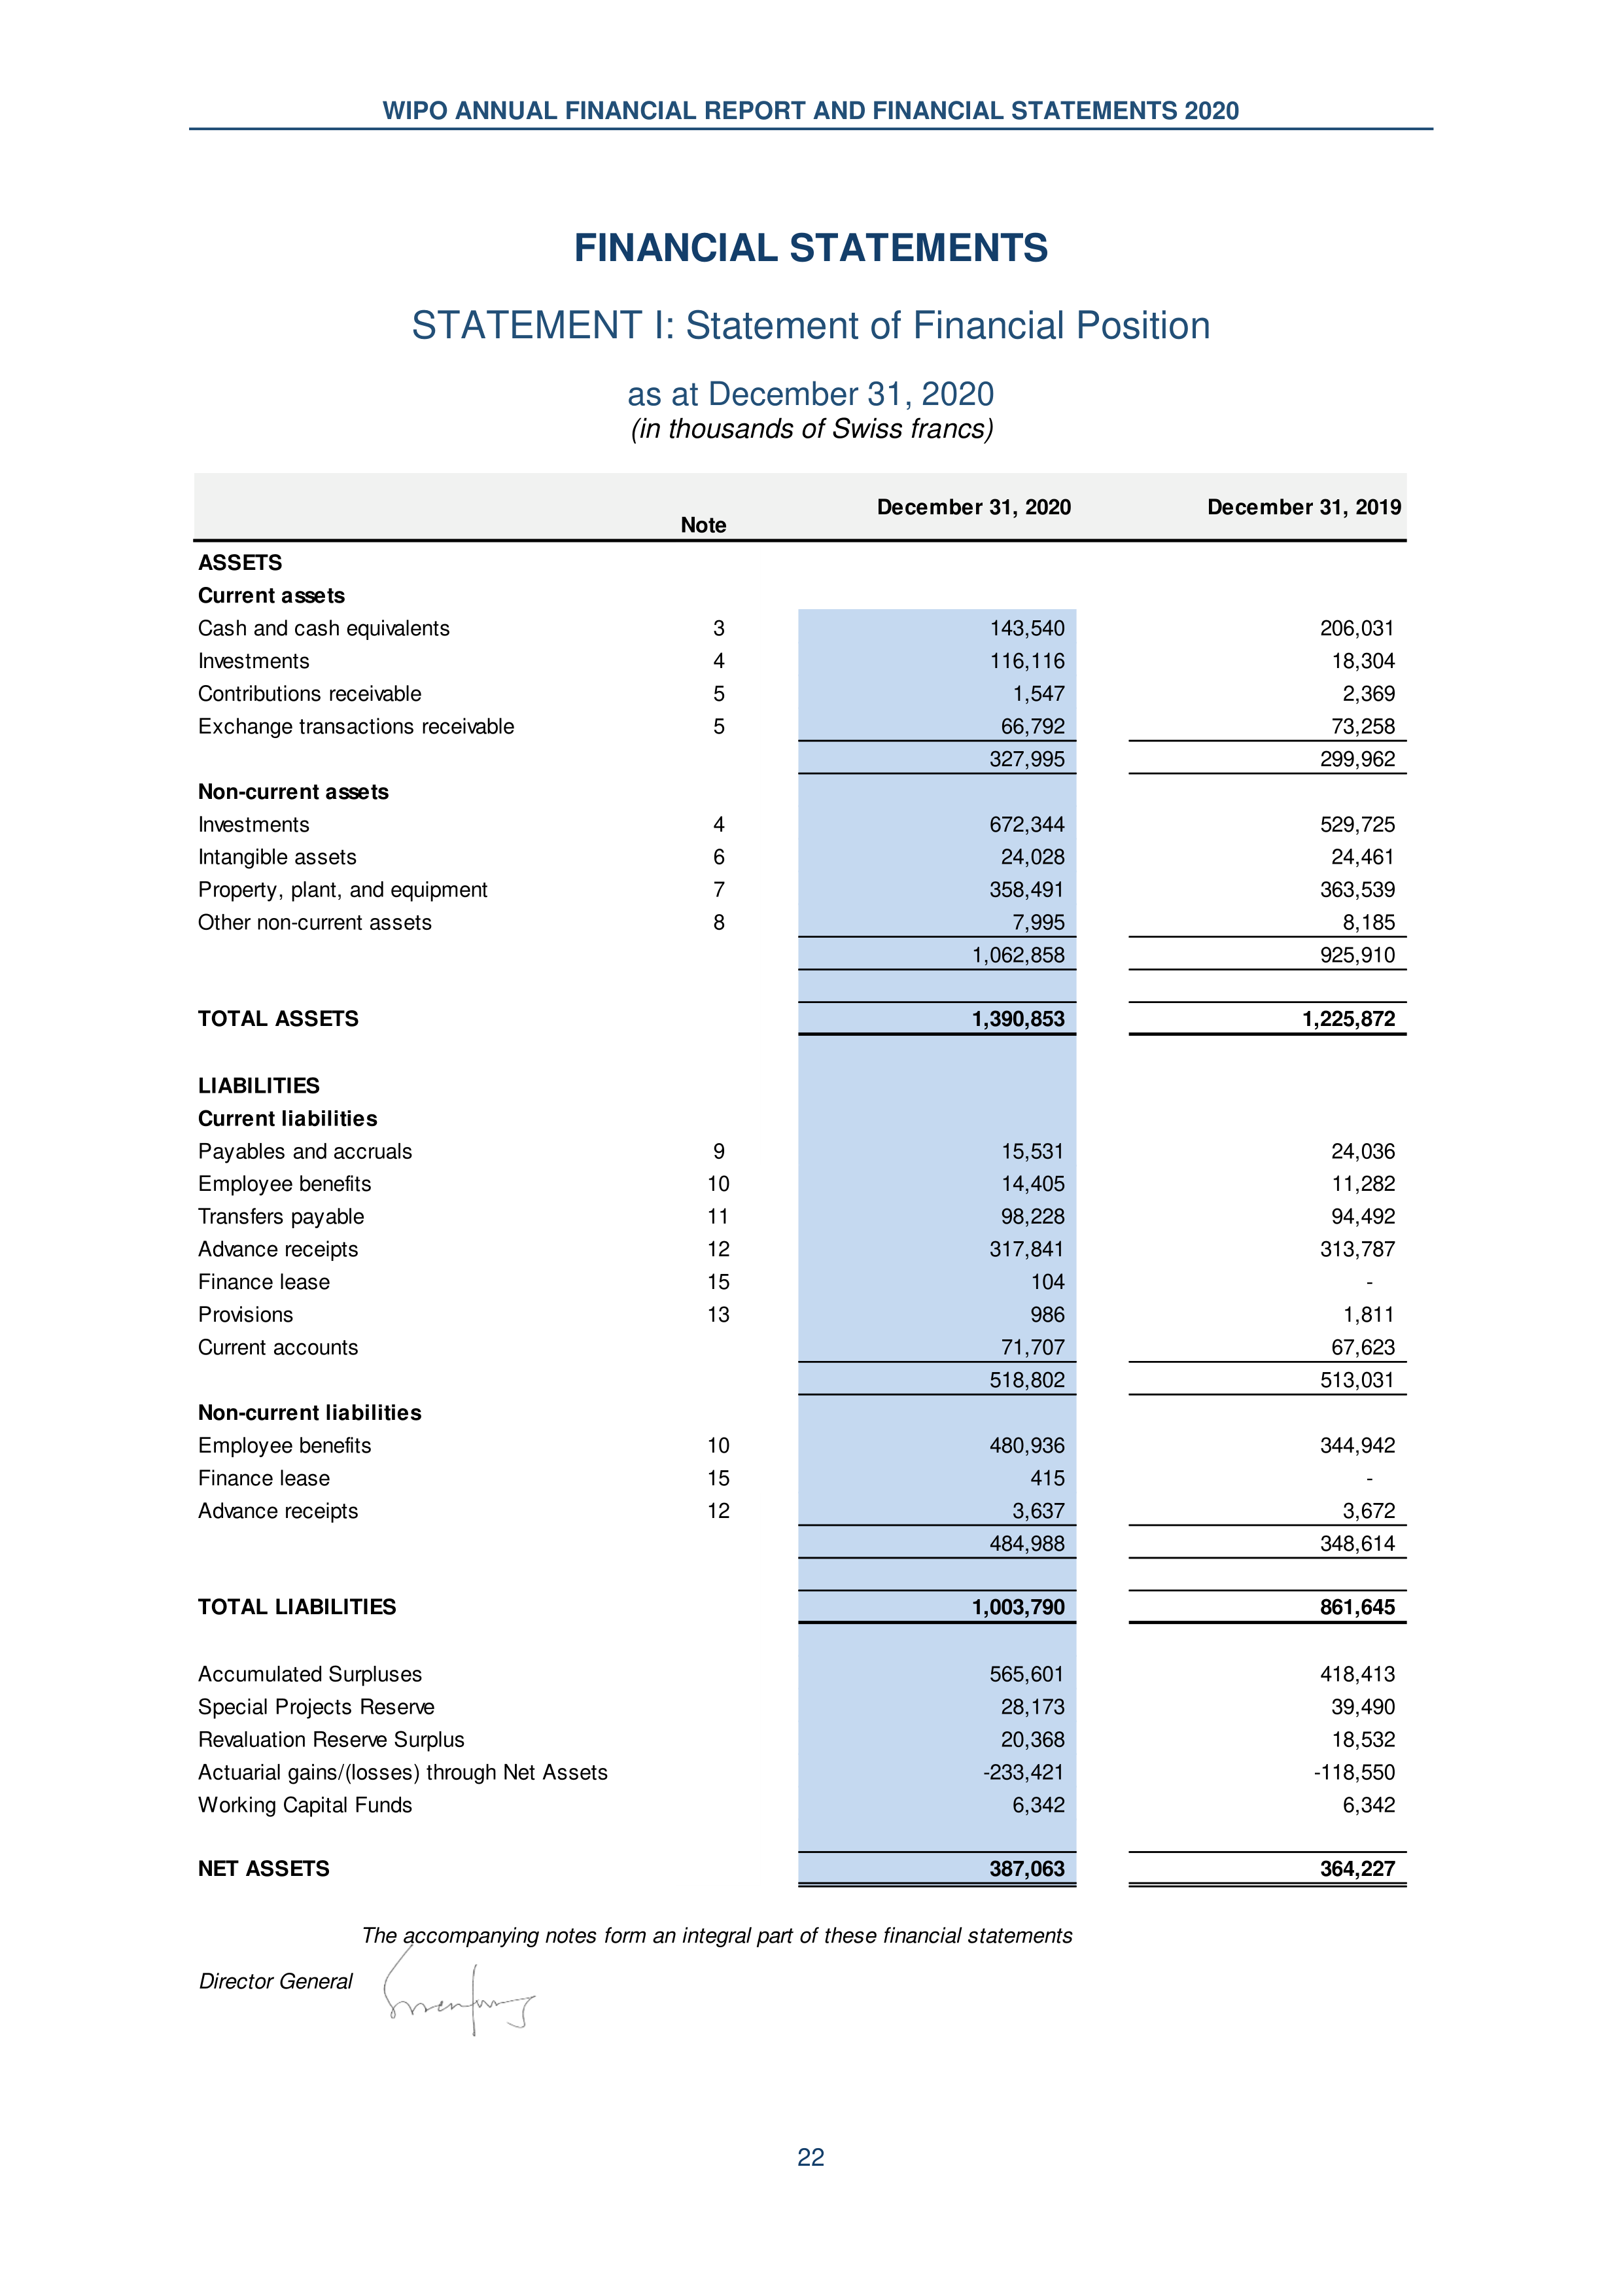 WIPO ANNUAL FINANCIAL REPORT AND FINANCIAL STATEMENTS 2020
FINANCIAL STATEMENTS
STATEMENT I: Statement of Financial Position
as at December 31, 2020
(in thousands of Swiss francs)
Note December 31, 2020 December 31, 2019
ASSETS
Current assets
Cash and cash equivalents 3 143,540 206,031
Investments 4 116,116 18,304
Contributions receivable 5 1,547 2,369
Exchange transactions receivable 5 66,792 73,258
327,995 299,962
Non-current assets
Investments 4 672,344 529,725
Intangible assets 6 24,028 24,461
Property, plant, and equipment 7 358,491 363,539
Other non-current assets 8 7,995 8,185
1,062,858 925,910
TOTAL ASSETS 1,390,853 1,225,872
LIABILITIES
Current liabilities
Payables and accruals 9 15,531 24,036
Employee benefits 10 14,405 11,282
Transfers payable 11 98,228 94,492
Advance receipts 12 317,841 313,787
Finance lease 15 104 -
Provisions 13 986 1,811
Current accounts 71,707 67,623
518,802 513,031
Non-current liabilities
Employee benefits 10 480,936 344,942
Finance lease 15 415 -
Advance receipts 12 3,637 3,672
484,988 348,614
TOTAL LIABILITIES 1,003,790 861,645
Accumulated Surpluses 565,601 418,413
Special Projects Reserve 28,173 39,490
Revaluation Reserve Surplus 20,368 18,532
Actuarial gains/(losses) through Net Assets -233,421 -118,550
Working Capital Funds 6,342 6,342
NET ASSETS 387,063 364,227
The accompanying notes form an integral part of these financial statements
Director General
22